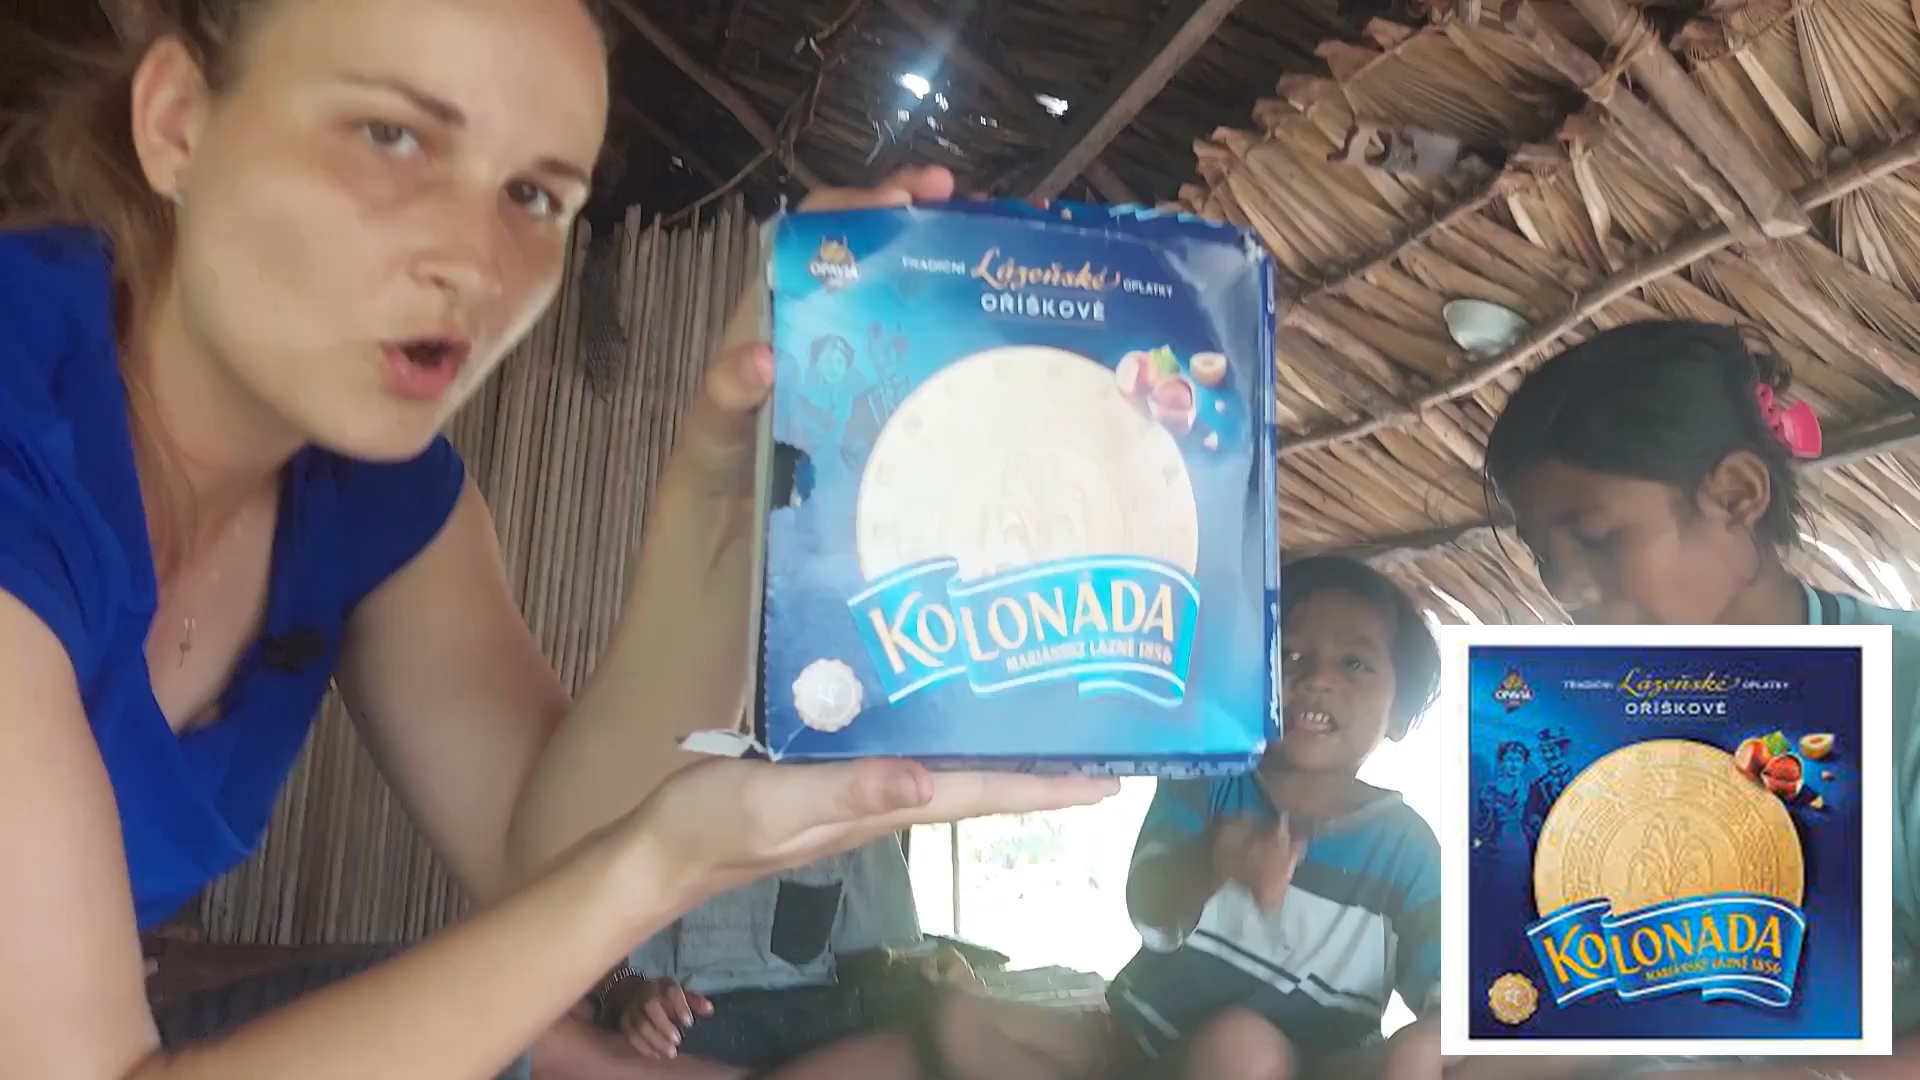 OPAVIA
TRADIČNÍ Lázeňské OPLATKY
OŘÍŠKOVÉ
KOLONÁDA
MARIÁNSKÉ LÁZNĚ 1856
OPAVIA
TRADIČNÍ Lázeňské OPLATKY
OŘÍŠKOVÉ
KOLONÁDA
MARIÁNSKÉ LÁZNĚ 1856